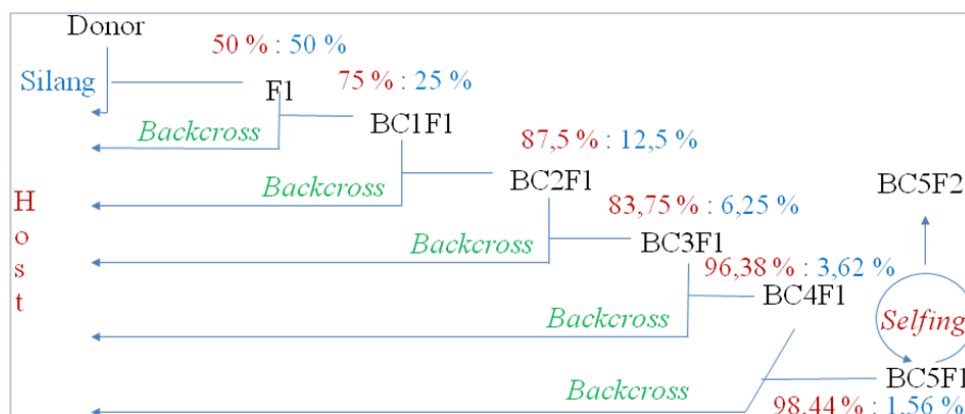 Donor
50 % : 50 %
Silang
F1
75 % : 25 %
Backcross
BC1F1
87,5 % : 12,5 %
Backcross
BC2F1
BC5F2
83,75 % : 6,25 %
Host
Backcross
BC3F1
96,38 % : 3,62 %
BC4F1
Backcross
Selfing
BC5F1
Backcross
98,44 % : 1,56 %